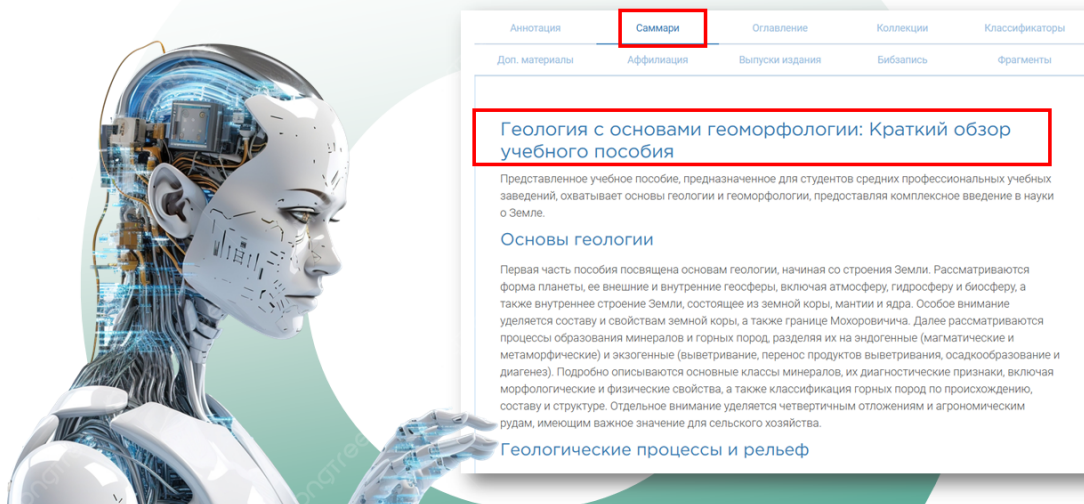 Аннотация Саммари Оглавление Коллекции Классификаторы
Доп. материалы Аффилиация Выпуски издания Бибзапись Фрагменты
Геология с основами геоморфологии: Краткий обзор
учебного пособия
Представленное учебное пособие, предназначенное для студентов средних профессиональных учебных
заведений, охватывает основы геологии и геоморфологии, предоставляя комплексное введение в науки
о Земле.
Основы геологии
Первая часть пособия посвящена основам геологии, начиная со строения Земли. Рассматриваются
форма планеты, ее внешние и внутренние геосферы, включая атмосферу, гидросферу и биосферу, а
также внутреннее строение Земли, состоящее из земной коры, мантии и ядра. Особое внимание
уделяется составу и свойствам земной коры, а также границе Мохоровичича. Далее рассматриваются
процессы образования минералов и горных пород, разделяя их на эндогенные (магматические и
метаморфические) и экзогенные (выветривание, перенос продуктов выветривания, осадкообразование и
диагенез). Подробно описываются основные классы минералов, их диагностические признаки, включая
морфологические и физические свойства, а также классификация горных пород по происхождению,
составу и структуре. Отдельное внимание уделяется четвертичным отложениям и агрономическим
рудам, имеющим важное значение для сельского хозяйства.
Геологические процессы и рельеф